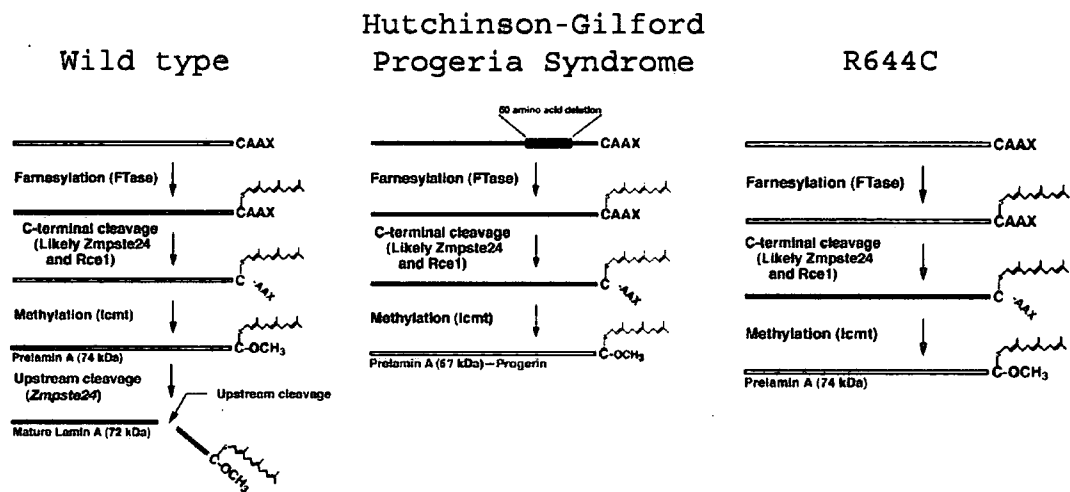 Wild type
CAAX
Farnesylation (FTase)
CAAX
C-terminal cleavage
(Likely Zmpste24
and Rce1)
C -AAX
Methylation (Icmt)
C-OCH3
Prelamin A (74 kDa)
Upstream cleavage
(Zmpste24)
Upstream cleavage
Mature Lamin A (72 kDa)
C-OCH3
Hutchinson-Gilford
Progeria Syndrome
50 amino acid deletion
CAAX
Farnesylation (FTase)
CAAX
C-terminal cleavage
(Likely Zmpste24
and Rce1)
C -AAX
Methylation (Icmt)
C-OCH3
Prelamin A (67 kDa)–Progerin
R644C
CAAX
Farnesylation (FTase)
CAAX
C-terminal cleavage
(Likely Zmpste24
and Rce1)
C -AAX
Methylation (Icmt)
C-OCH3
Prelamin A (74 kDa)